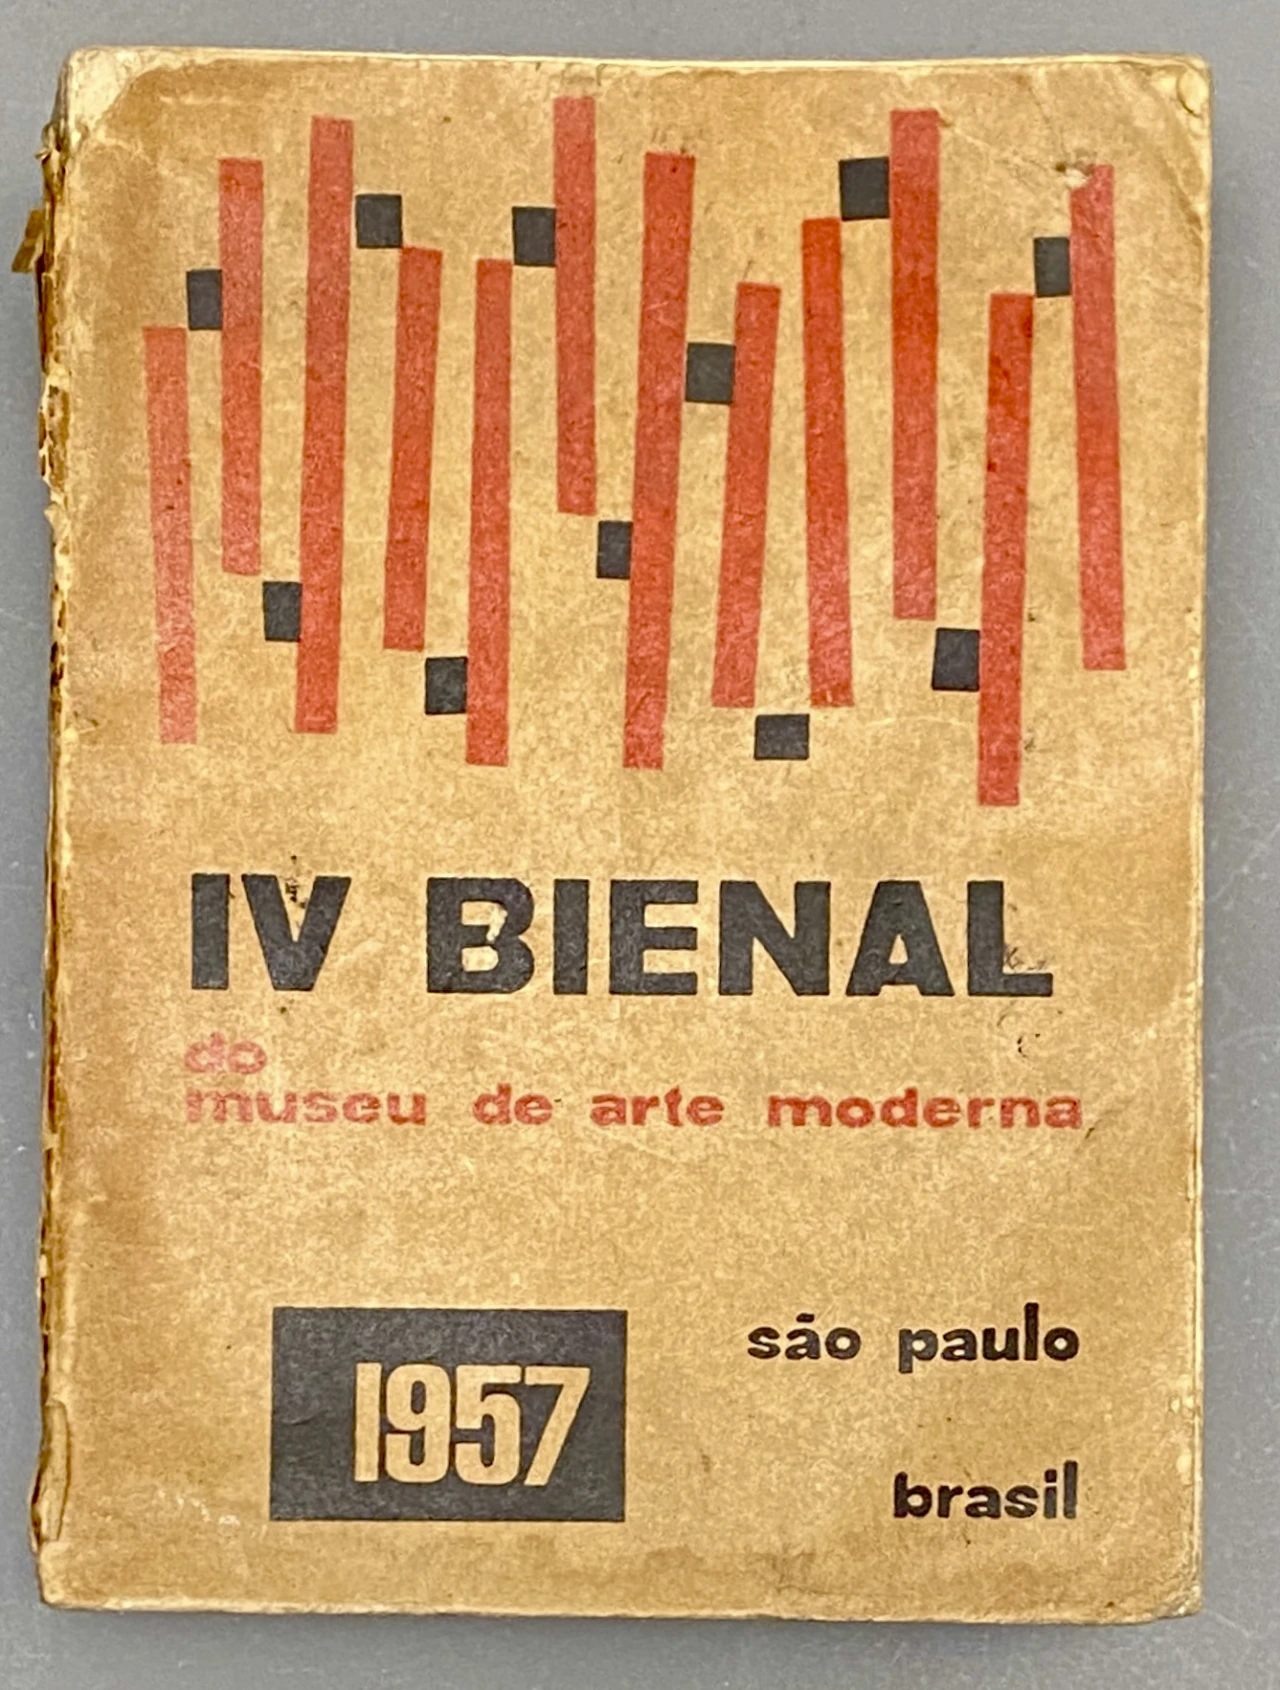 IV BIENAL
do
museu de arte moderna
1957
são paulo
brasil